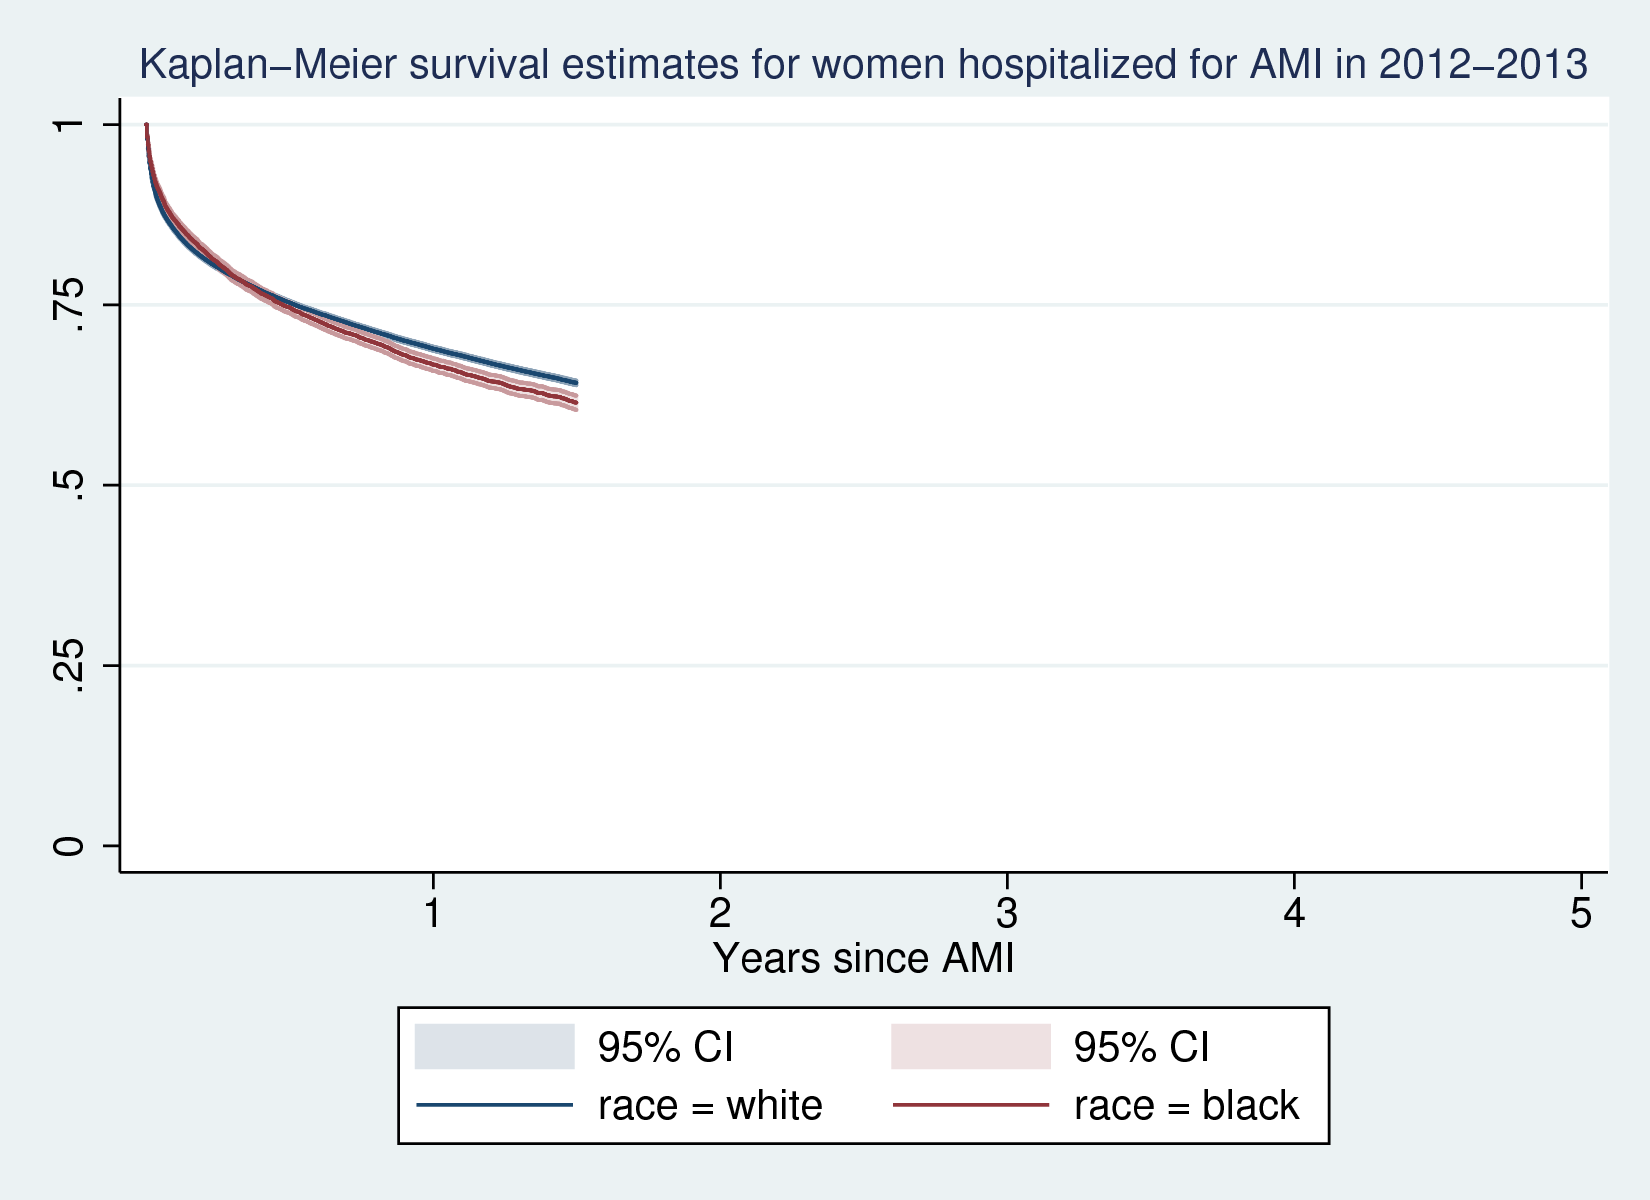 Kaplan–Meier survival estimates for women hospitalized for AMI in 2012–2013
1
.75
.5
.25
0
1 2 3 4 5
Years since AMI
95% CI 95% CI
race = white race = black